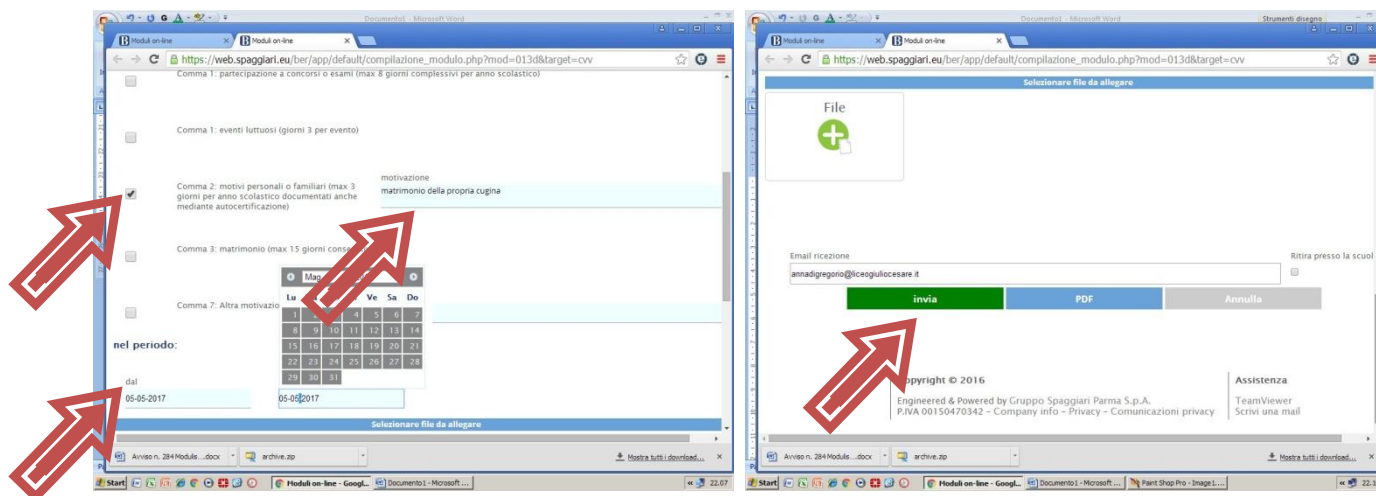 Documento1 - Microsoft Word
Moduli on-line
Moduli on-line
https://web.spaggiari.eu/ber/app/default/compilazione_modulo.php?mod=013d&target=cvv
Comma 1: partecipazione a concorsi o esami (max 8 giorni complessivi per anno scolastico)
Comma 1: eventi luttuosi (giorni 3 per evento)
motivazione
Comma 2: motivi personali o familiari (max 3
giorni per anno scolastico documentati anche
mediante autocertificazione)
matrimonio della propria cugina
Comma 3: matrimonio (max 15 giorni
Mag
Lu Ve Sa Do
Comma 7: Altra
1 4 5 6 7
8 9 10 11 12 13 14
15 16 17 18 19 20 21
22 23 24 25 26 27 28
29 30 31
nel periodo:
dal
05-05-2017
05-05-2017
Selezionare file da allegare
Avviso n. 284 Modulis....docx
archive.zip
Mostra tutti i download...
Start
Moduli on-line - Googl...
Documento1 - Microsoft ...
22.07
Documento1 - Microsoft Word
Strumenti disegno
Moduli on-line
Moduli on-line
https://web.spaggiari.eu/ber/app/default/compilazione_modulo.php?mod=013d&target=cvv
Selezionare file da allegare
File
Email ricezione
Ritira presso la scuol
annadigregorio@liceogiuliocesare.it
invia
PDF
Annulla
opyright © 2016
Engineered & Powered by Gruppo Spaggiari Parma S.p.A.
P.IVA 00150470342 - Company info - Privacy - Comunicazioni privacy
Assistenza
TeamViewer
Scrivi una mail
Avviso n. 284 Modulis....docx
archive.zip
Mostra tutti i download...
Start
Moduli on-line - Googl...
Documento1 - Microsoft ...
Paint Shop Pro - Image1....
22.1